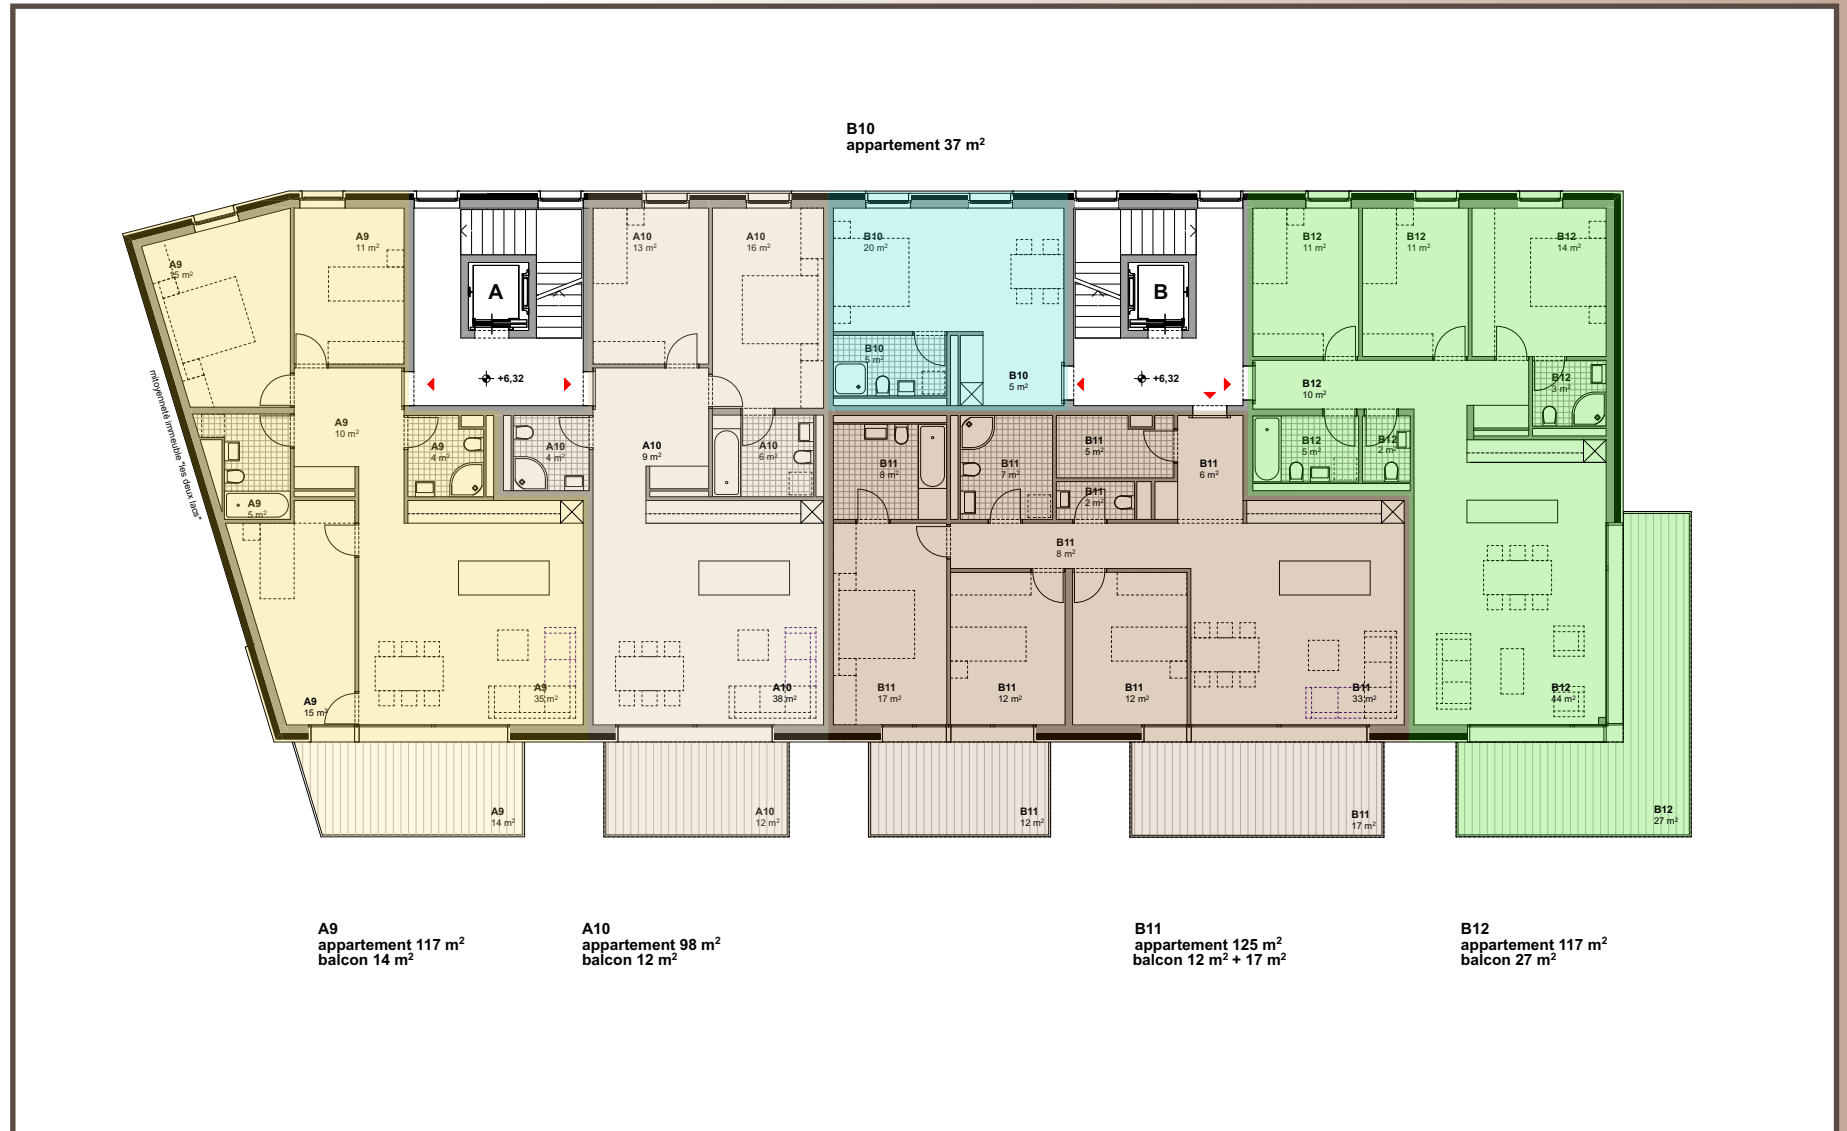 B10
appartement 37 m²
A9
11 m²
A10
13 m²
A10
16 m²
B10
20 m²
B12
11 m²
B12
11 m²
B12
14 m²
A9
A
B
B10
5 m²
B10
5 m²
+6,32
+6,32
B12
3 m²
B12
10 m²
mitoyenneté immeuble "les deux lacs"
A9
10 m²
A9
4 m²
A10
4 m²
A10
9 m²
A10
6 m²
B11
8 m²
B11
7 m²
B11
5 m²
B11
6 m²
B12
5 m²
B12
2 m²
A9
5 m²
B11
2 m²
B11
8 m²
A9
15 m²
A9
35 m²
A10
38 m²
B11
17 m²
B11
12 m²
B11
12 m²
B11
33 m²
B12
44 m²
A9
14 m²
A10
12 m²
B11
12 m²
B11
17 m²
B12
27 m²
A9
appartement 117 m²
balcon 14 m²
A10
appartement 98 m²
balcon 12 m²
B11
appartement 125 m²
balcon 12 m² + 17 m²
B12
appartement 117 m²
balcon 27 m²